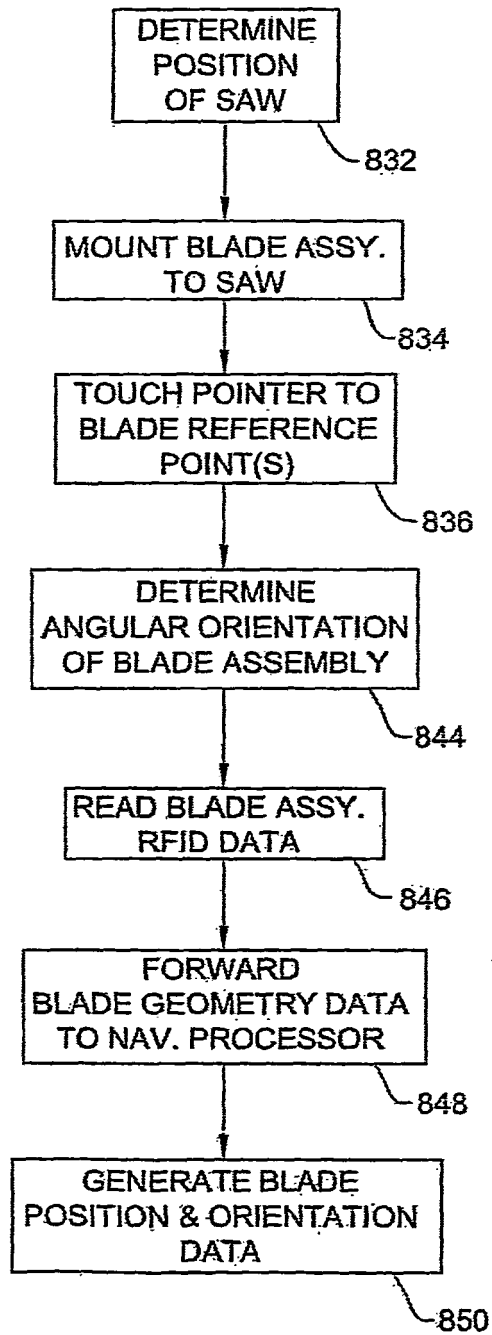 DETERMINE
POSITION
OF SAW
832
MOUNT BLADE ASSY.
TO SAW
834
TOUCH POINTER TO
BLADE REFERENCE
POINT(S)
836
DETERMINE
ANGULAR ORIENTATION
OF BLADE ASSEMBLY
844
READ BLADE ASSY.
RFID DATA
846
FORWARD
BLADE GEOMETRY DATA
TO NAV. PROCESSOR
848
GENERATE BLADE
POSITION & ORIENTATION
DATA
850